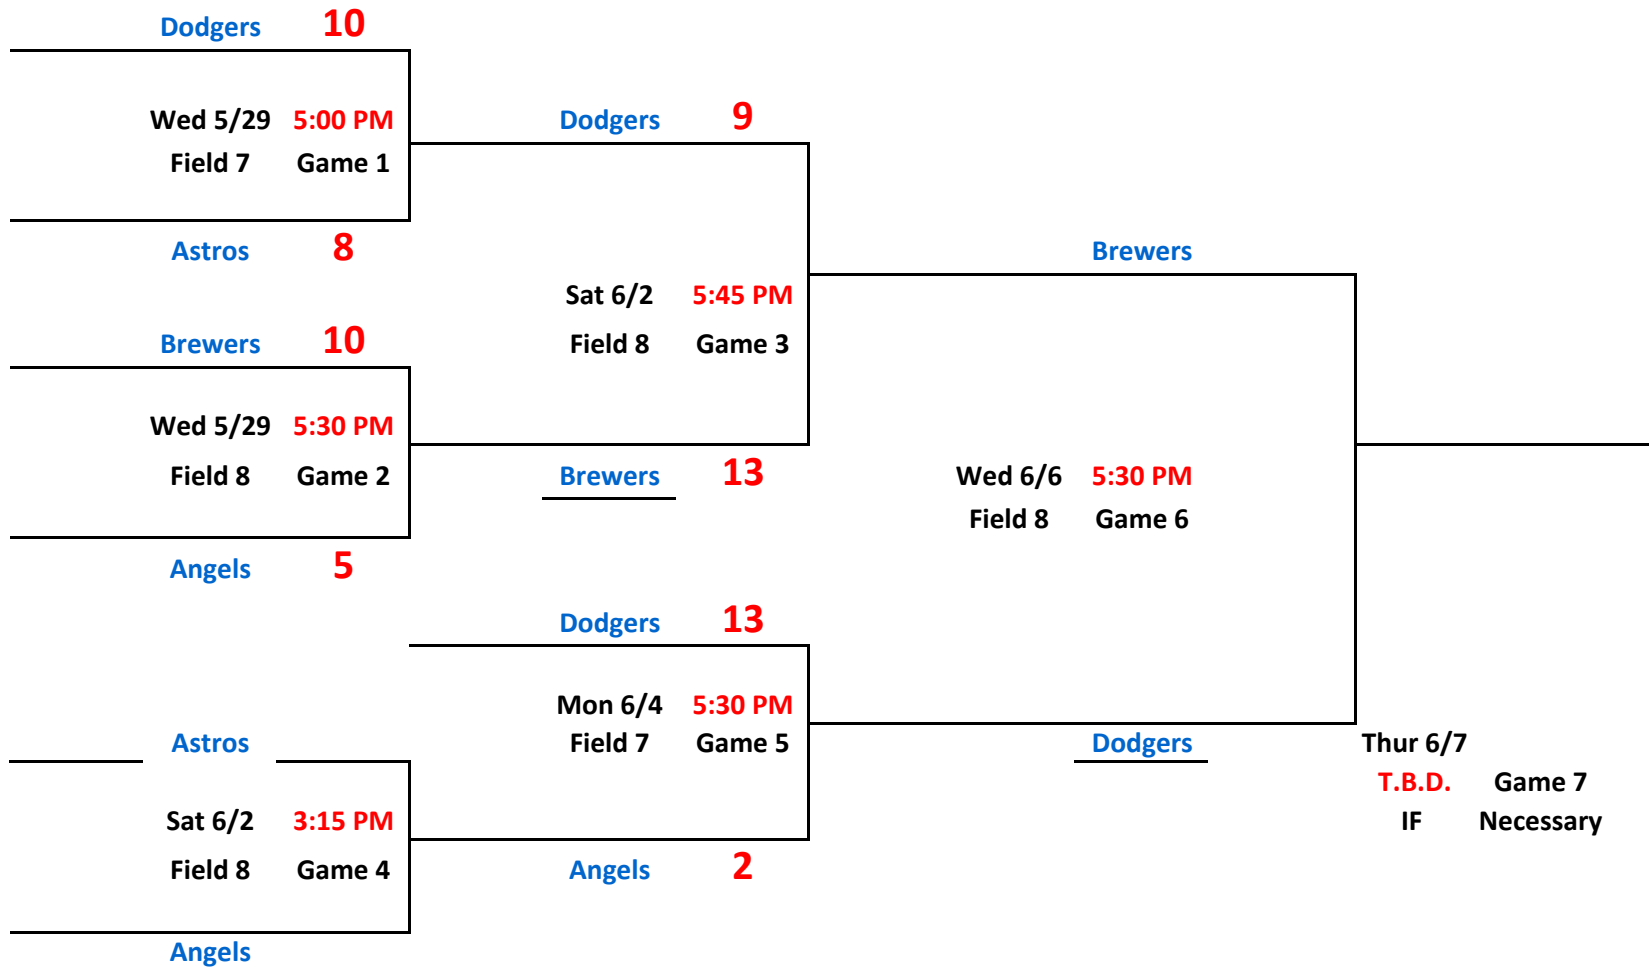 Dodgers 10
Wed 5/29 5:00 PM
Field 7 Game 1
Astros 8
Brewers 10
Wed 5/29 5:30 PM
Field 8 Game 2
Angels 5
Astros
Sat 6/2 3:15 PM
Field 8 Game 4
Angels
Dodgers 9
Sat 6/2 5:45 PM
Field 8 Game 3
Brewers 13
Dodgers 13
Mon 6/4 5:30 PM
Field 7 Game 5
Angels 2
Brewers
Wed 6/6 5:30 PM
Field 8 Game 6
Dodgers
Thur 6/7
T.B.D. Game 7
IF Necessary